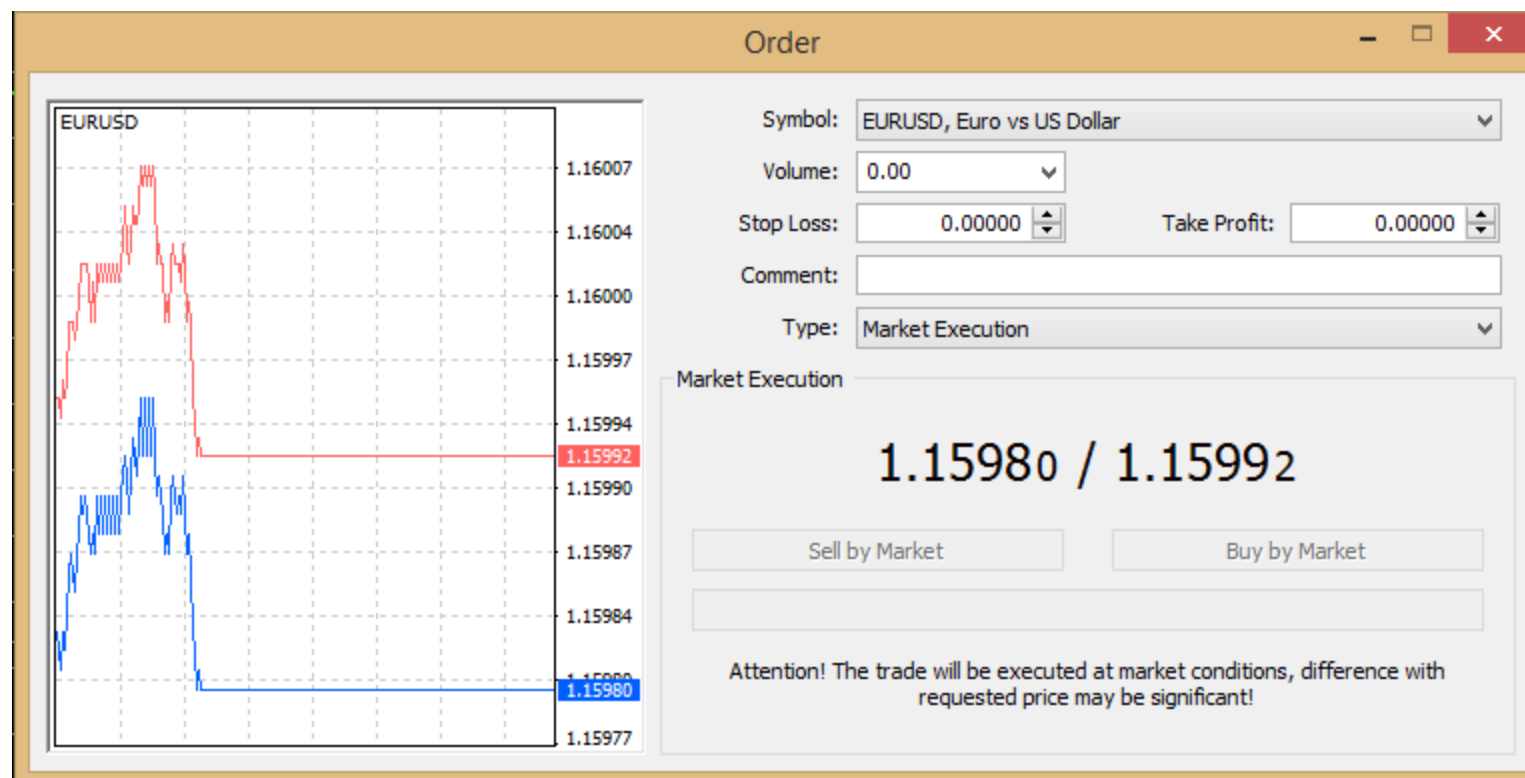 Order
EURUSD
1.16007
1.16004
1.16000
1.15997
1.15994
1.15992
1.15990
1.15987
1.15984
1.15980
1.15977
Symbol: EURUSD, Euro vs US Dollar
Volume: 0.00
Stop Loss: 0.00000 Take Profit: 0.00000
Comment:
Type: Market Execution
Market Execution
1.15980 / 1.15992
Sell by Market Buy by Market
Attention! The trade will be executed at market conditions, difference with
requested price may be significant!